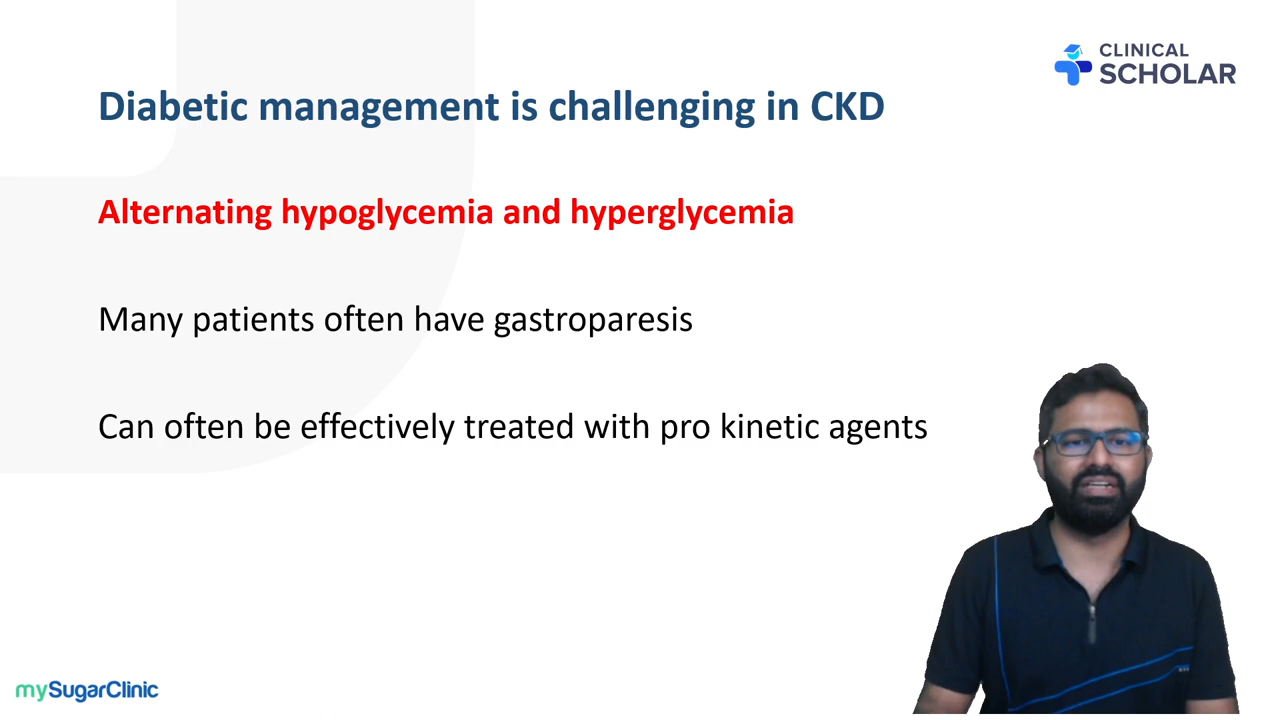 CLINICAL
SCHOLAR
Diabetic management is challenging in CKD
Alternating hypoglycemia and hyperglycemia
Many patients often have gastroparesis
Can often be effectively treated with pro kinetic agents
mySugarClinic